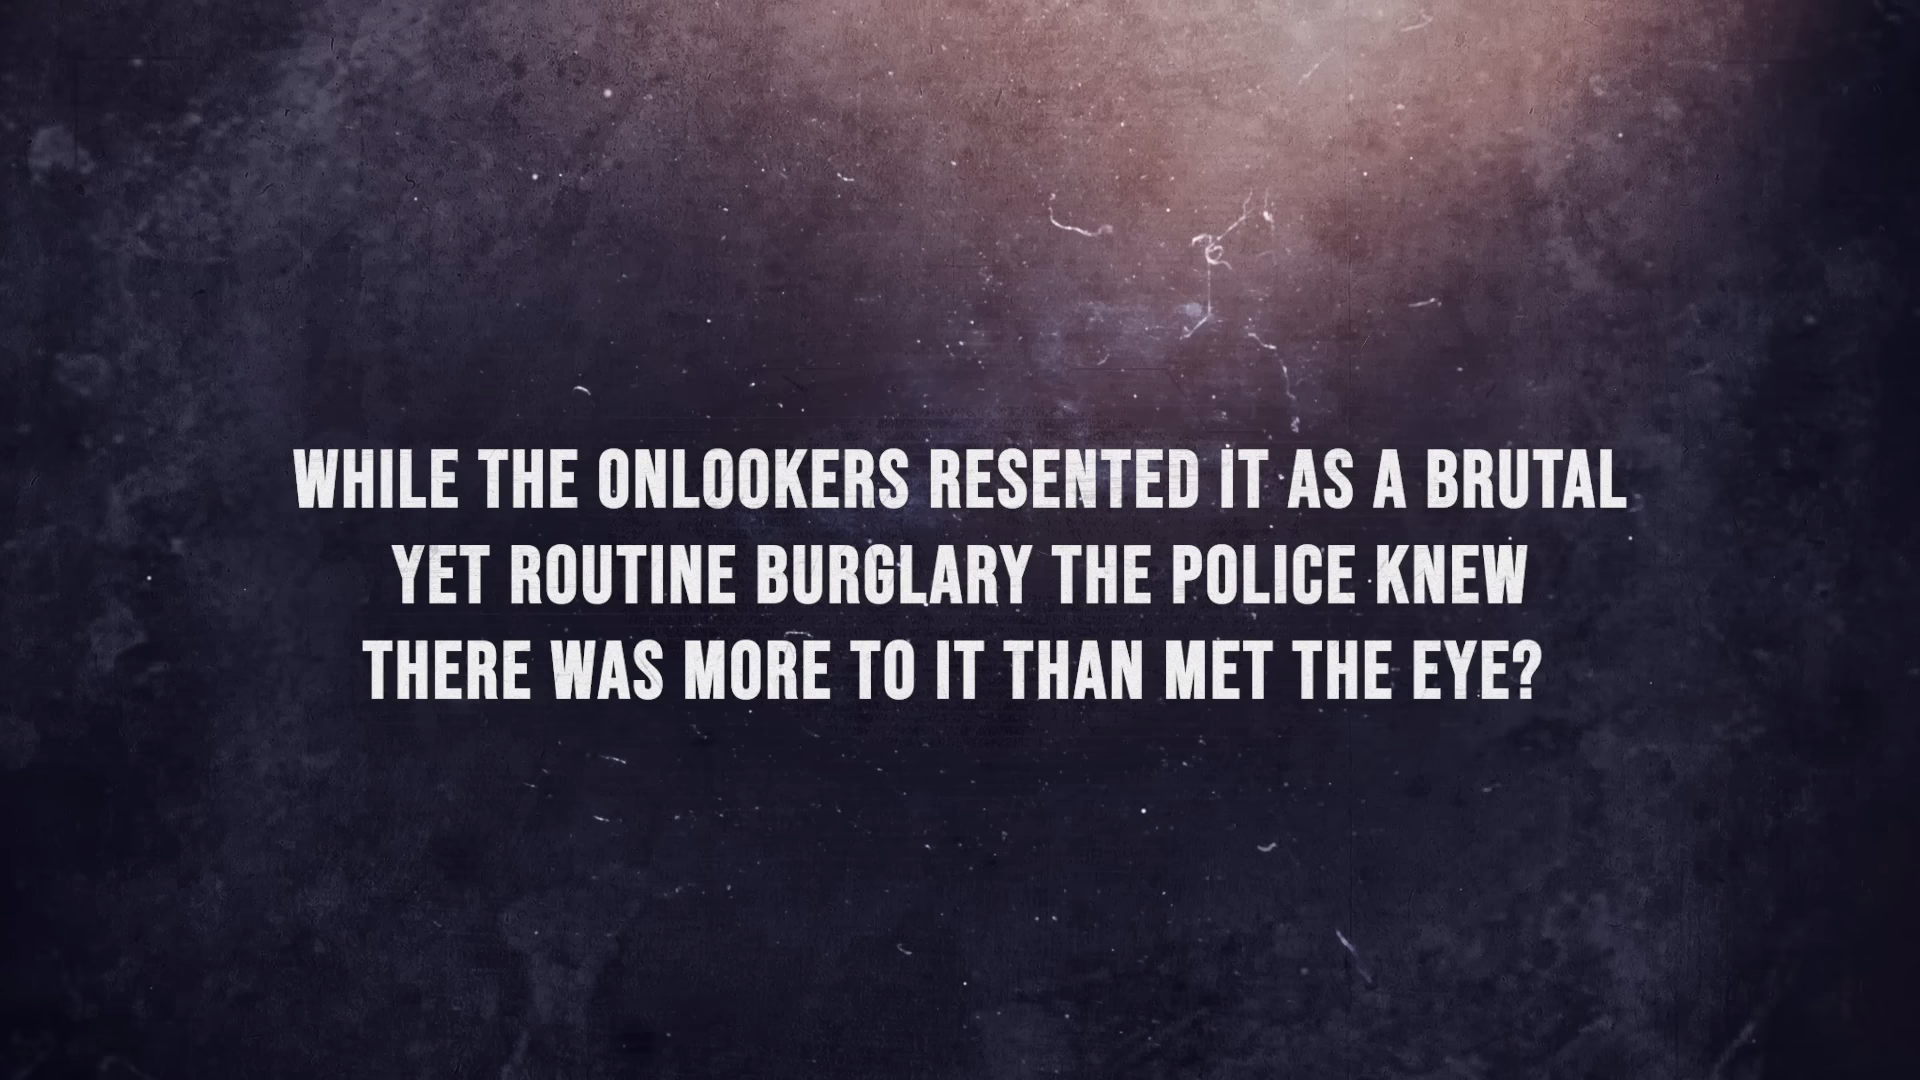 WHILE THE ONLOOKERS RESENTED IT AS A BRUTAL
YET ROUTINE BURGLARY THE POLICE KNEW
THERE WAS MORE TO IT THAN MET THE EYE?